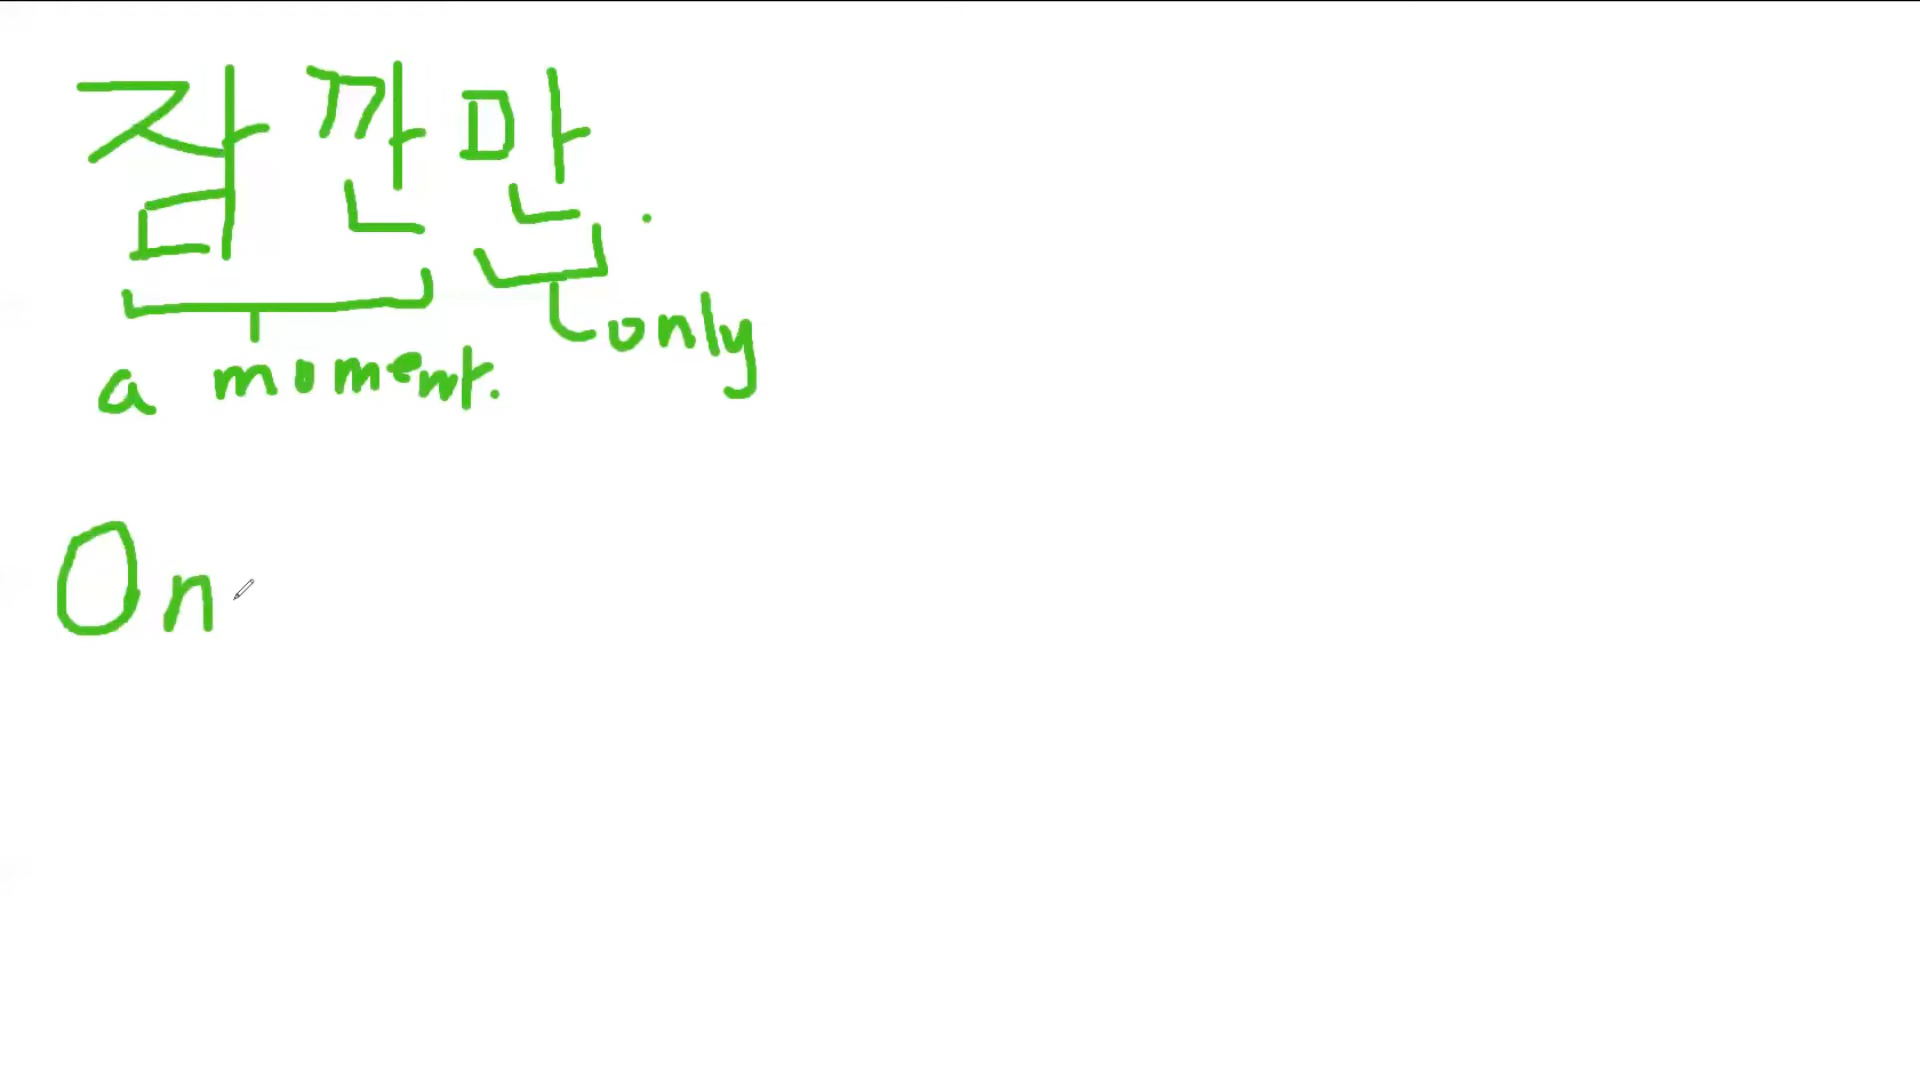 잠깐만.
only
a moment.
On